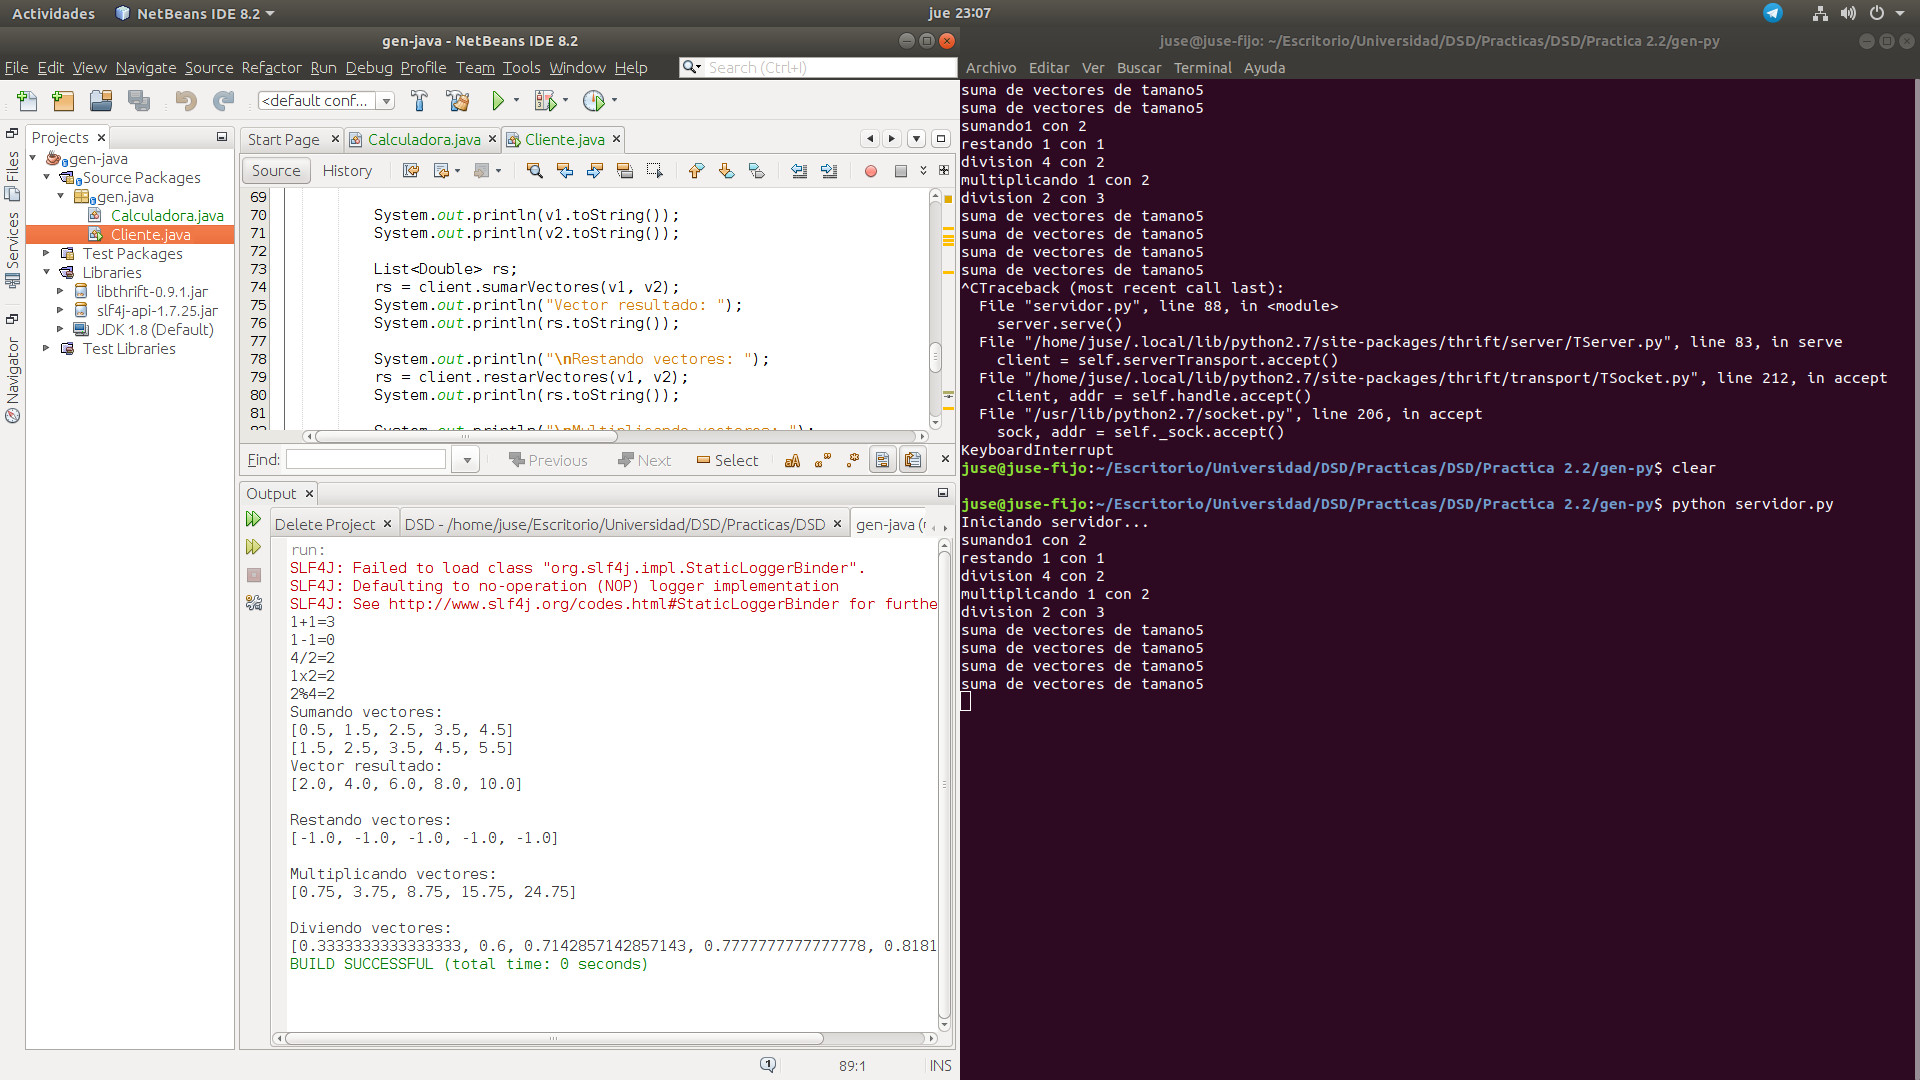 Actividades
NetBeans IDE 8.2
jue 23:07
gen-java - NetBeans IDE 8.2
File Edit View Navigate Source Refactor Run Debug Profile Team Tools Window Help
Search (Ctrl+I)
<default conf...
Files
Services
Navigator
Projects
gen-java
Source Packages
gen.java
Calculadora.java
Cliente.java
Test Packages
Libraries
libthrift-0.9.1.jar
slf4j-api-1.7.25.jar
JDK 1.8 (Default)
Test Libraries
Start Page
Calculadora.java
Cliente.java
Source
History
69
70 System.out.println(v1.toString());
71 System.out.println(v2.toString());
72
73 List<Double> rs;
74 rs = client.sumarVectores(v1, v2);
75 System.out.println("Vector resultado: ");
76 System.out.println(rs.toString());
77
78 System.out.println("\nRestando vectores: ");
79 rs = client.restarVectores(v1, v2);
80 System.out.println(rs.toString());
81
82 System.out.println("\nMultiplicando vectores: ");
Find:
Previous
Next
Select
Output
Delete Project
DSD - /home/juse/Escritorio/Universidad/DSD/Practicas/DSD
gen-java (
run:
SLF4J: Failed to load class "org.slf4j.impl.StaticLoggerBinder".
SLF4J: Defaulting to no-operation (NOP) logger implementation
SLF4J: See http://www.slf4j.org/codes.html#StaticLoggerBinder for furthe
1+1=3
1-1=0
4/2=2
1x2=2
2%4=2
Sumando vectores:
[0.5, 1.5, 2.5, 3.5, 4.5]
[1.5, 2.5, 3.5, 4.5, 5.5]
Vector resultado:
[2.0, 4.0, 6.0, 8.0, 10.0]
Restando vectores:
[-1.0, -1.0, -1.0, -1.0, -1.0]
Multiplicando vectores:
[0.75, 3.75, 8.75, 15.75, 24.75]
Diviendo vectores:
[0.3333333333333333, 0.6, 0.7142857142857143, 0.7777777777777778, 0.8181
BUILD SUCCESSFUL (total time: 0 seconds)
89:1
INS
juse@juse-fijo: ~/Escritorio/Universidad/DSD/Practicas/DSD/Practica 2.2/gen-py
Archivo Editar Ver Buscar Terminal Ayuda
suma de vectores de tamano5
suma de vectores de tamano5
sumando1 con 2
restando 1 con 1
division 4 con 2
multiplicando 1 con 2
division 2 con 3
suma de vectores de tamano5
suma de vectores de tamano5
suma de vectores de tamano5
suma de vectores de tamano5
^CTraceback (most recent call last):
File "servidor.py", line 88, in <module>
server.serve()
File "/home/juse/.local/lib/python2.7/site-packages/thrift/server/TServer.py", line 83, in serve
client = self.serverTransport.accept()
File "/home/juse/.local/lib/python2.7/site-packages/thrift/transport/TSocket.py", line 212, in accept
client, addr = self.handle.accept()
File "/usr/lib/python2.7/socket.py", line 206, in accept
sock, addr = self._sock.accept()
KeyboardInterrupt
juse@juse-fijo:~/Escritorio/Universidad/DSD/Practicas/DSD/Practica 2.2/gen-py$ clear
juse@juse-fijo:~/Escritorio/Universidad/DSD/Practicas/DSD/Practica 2.2/gen-py$ python servidor.py
Iniciando servidor...
sumando1 con 2
restando 1 con 1
division 4 con 2
multiplicando 1 con 2
division 2 con 3
suma de vectores de tamano5
suma de vectores de tamano5
suma de vectores de tamano5
suma de vectores de tamano5